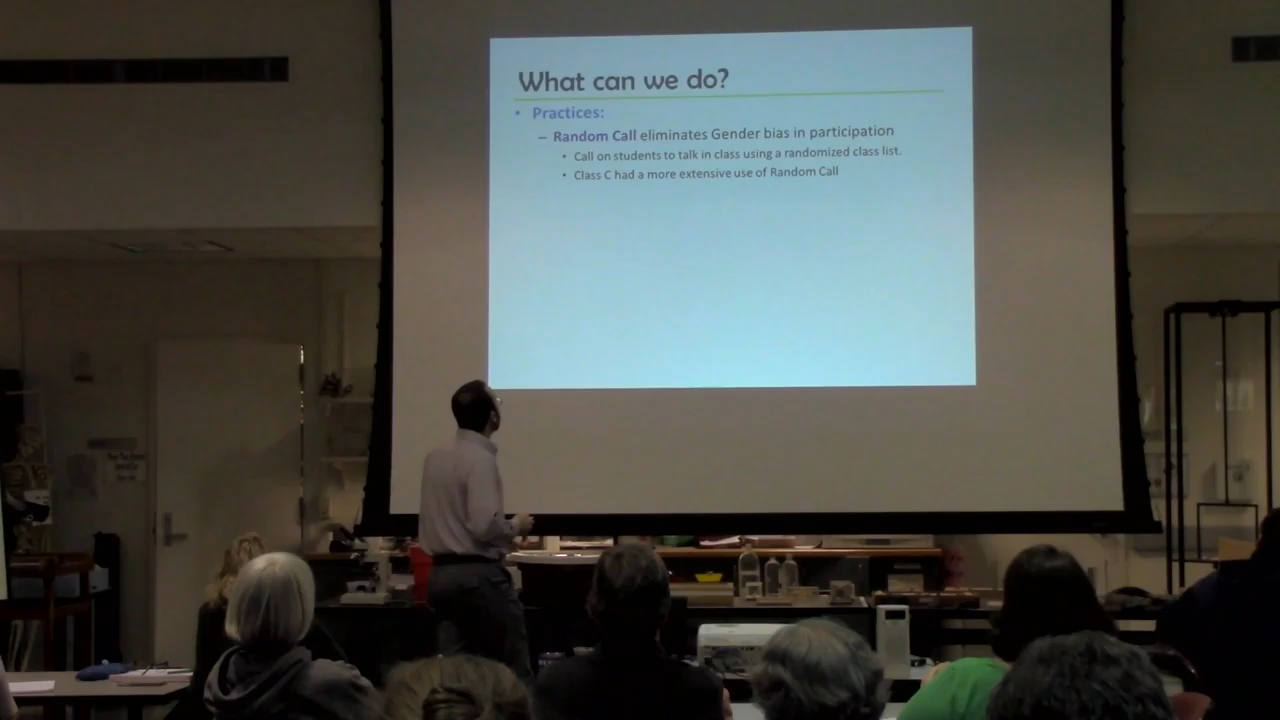 What can we do?
• Practices:
– Random Call eliminates Gender bias in participation
• Call on students to talk in class using a randomized class list.
• Class C had a more extensive use of Random Call